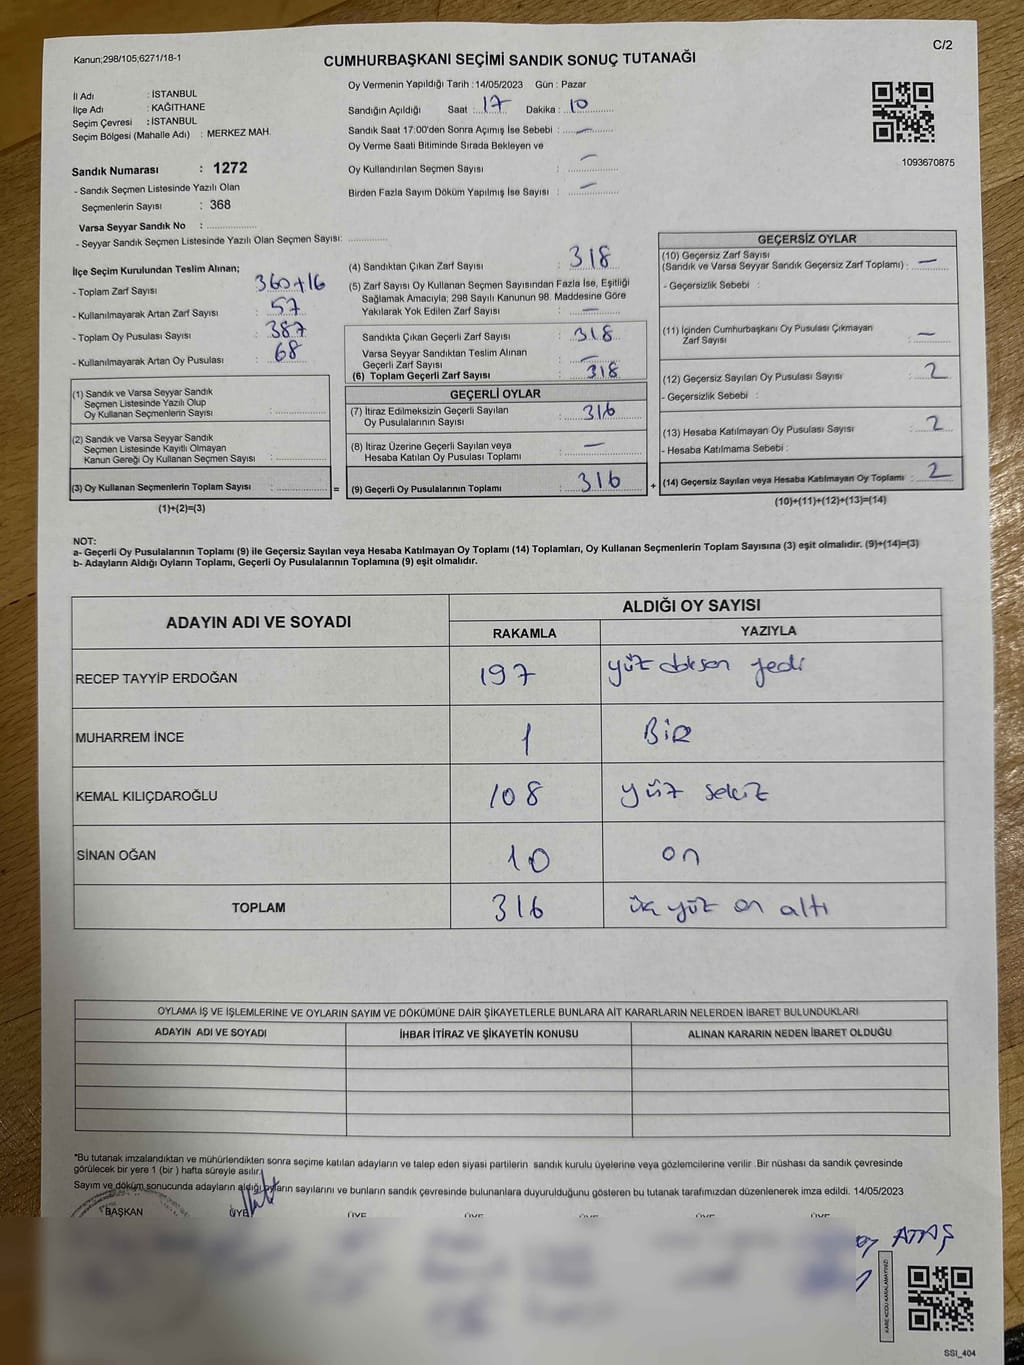 Kanun;298/105;6271/18-1
C/2
CUMHURBAŞKANI SEÇİMİ SANDIK SONUÇ TUTANAĞI
İl Adı : İSTANBUL
İlçe Adı : KAĞITHANE
Seçim Çevresi : İSTANBUL
Seçim Bölgesi (Mahalle Adı) : MERKEZ MAH.
Sandık Numarası : 1272
- Sandık Seçmen Listesinde Yazılı Olan
Seçmenlerin Sayısı : 368
Varsa Seyyar Sandık No :
- Seyyar Sandık Seçmen Listesinde Yazılı Olan Seçmen Sayısı:
Oy Vermenin Yapıldığı Tarih : 14/05/2023 Gün : Pazar
Sandığın Açıldığı Saat : 17 Dakika : 10
Sandık Saat 17:00'den Sonra Açımış İse Sebebi : —
Oy Verme Saati Bitiminde Sırada Bekleyen ve
Oy Kullandırılan Seçmen Sayısı : —
Birden Fazla Sayım Döküm Yapılmış İse Sayısı : —
1093670875
İlçe Seçim Kurulundan Teslim Alınan;
- Toplam Zarf Sayısı : 360+16
- Kullanılmayarak Artan Zarf Sayısı : 57
- Toplam Oy Pusulası Sayısı : 387
- Kullanılmayarak Artan Oy Pusulası : 68
(1) Sandık ve Varsa Seyyar Sandık
Seçmen Listesinde Yazılı Olup
Oy Kullanan Seçmenlerin Sayısı :
(2) Sandık ve Varsa Seyyar Sandık
Seçmen Listesinde Kayıtlı Olmayan
Kanun Gereği Oy Kullanan Seçmen Sayısı :
(3) Oy Kullanan Seçmenlerin Toplam Sayısı :
(1)+(2)=(3)
=
(4) Sandıktan Çıkan Zarf Sayısı : 318
(5) Zarf Sayısı Oy Kullanan Seçmen Sayısından Fazla İse, Eşitliği
Sağlamak Amacıyla; 298 Sayılı Kanunun 98. Maddesine Göre
Yakılarak Yok Edilen Zarf Sayısı : —
Sandıkta Çıkan Geçerli Zarf Sayısı : 318
Varsa Seyyar Sandıktan Teslim Alınan
Geçerli Zarf Sayısı : —
(6) Toplam Geçerli Zarf Sayısı : 318
GEÇERLİ OYLAR
(7) İtiraz Edilmeksizin Geçerli Sayılan
Oy Pusulalarının Sayısı : 316
(8) İtiraz Üzerine Geçerli Sayılan veya
Hesaba Katılan Oy Pusulası Toplamı : —
(9) Geçerli Oy Pusulalarının Toplamı : 316
+
GEÇERSİZ OYLAR
(10) Geçersiz Zarf Sayısı
(Sandık ve Varsa Seyyar Sandık Geçersiz Zarf Toplamı) : —
- Geçersizlik Sebebi :
(11) İçinden Cumhurbaşkanı Oy Pusulası Çıkmayan
Zarf Sayısı : —
(12) Geçersiz Sayılan Oy Pusulası Sayısı : 2
- Geçersizlik Sebebi :
(13) Hesaba Katılmayan Oy Pusulası Sayısı : 2
- Hesaba Katılmama Sebebi :
(14) Geçersiz Sayılan veya Hesaba Katılmayan Oy Toplamı : 2
(10)+(11)+(12)+(13)=(14)
NOT:
a- Geçerli Oy Pusulalarının Toplamı (9) ile Geçersiz Sayılan veya Hesaba Katılmayan Oy Toplamı (14) Toplamları, Oy Kullanan Seçmenlerin Toplam Sayısına (3) eşit olmalıdır. (9)+(14)=(3)
b- Adayların Aldığı Oyların Toplamı, Geçerli Oy Pusulalarının Toplamına (9) eşit olmalıdır.
ADAYIN ADI VE SOYADI ALDIĞI OY SAYISI
RAKAMLA YAZIYLA
RECEP TAYYİP ERDOĞAN 197 yüz doksan yedi
MUHARREM İNCE 1 BİR
KEMAL KILIÇDAROĞLU 108 yüz sekiz
SİNAN OĞAN 10 on
TOPLAM 316 üç yüz on altı
OYLAMA İŞ VE İŞLEMLERİNE VE OYLARIN SAYIM VE DÖKÜMÜNE DAİR ŞİKAYETLERLE BUNLARA AİT KARARLARIN NELERDEN İBARET BULUNDUKLARI
ADAYIN ADI VE SOYADI İHBAR İTİRAZ VE ŞİKAYETİN KONUSU ALINAN KARARIN NEDEN İBARET OLDUĞU
*Bu tutanak imzalandıktan ve mühürlendikten sonra seçime katılan adayların ve talep eden siyasi partilerin sandık kurulu üyelerine veya gözlemcilerine verilir .Bir nüshası da sandık çevresinde
görülecek bir yere 1 (bir ) hafta süreyle asılır.
Sayım ve döküm sonucunda adayların aldığı oyların sayılarını ve bunların sandık çevresinde bulunanlara duyurulduğunu gösteren bu tutanak tarafımızdan düzenlenerek imza edildi. 14/05/2023
BAŞKAN ÜYE ÜYE ÜYE ÜYE ÜYE ÜYE
ATAŞ
KARE KODU KARALAMAYINIZ!
SSI_404